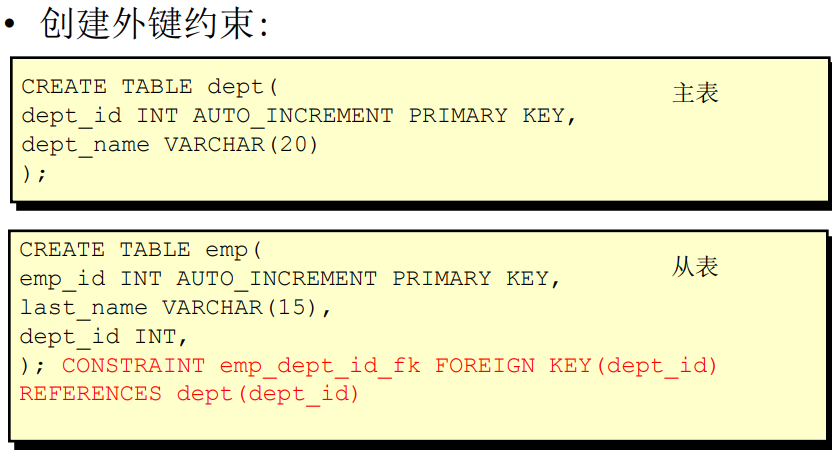 • 创建外键约束:
CREATE TABLE dept(
主表
dept_id INT AUTO_INCREMENT PRIMARY KEY,
dept_name VARCHAR(20)
);
CREATE TABLE emp(
从表
emp_id INT AUTO_INCREMENT PRIMARY KEY,
last_name VARCHAR(15),
dept_id INT,
); CONSTRAINT emp_dept_id_fk FOREIGN KEY(dept_id)
REFERENCES dept(dept_id)